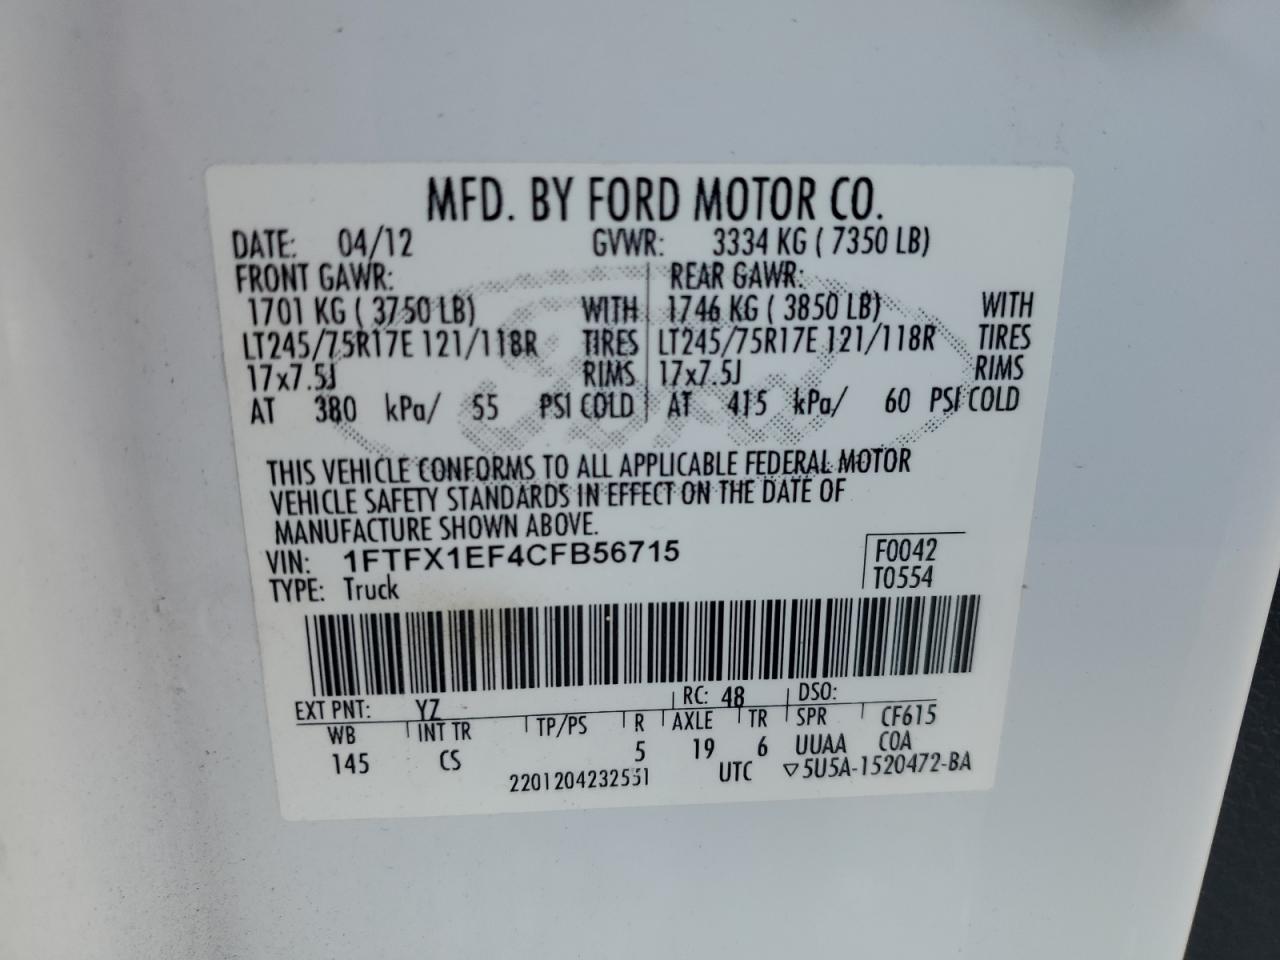 MFD. BY FORD MOTOR CO.
DATE: 04/12 GVWR: 3334 KG ( 7350 LB)
FRONT GAWR: REAR GAWR:
1701 KG ( 3750 LB) WITH 1746 KG ( 3850 LB) WITH
LT245/75R17E 121/118R TIRES LT245/75R17E 121/118R TIRES
17x7.5J RIMS 17x7.5J RIMS
AT 380 kPa/ 55 PSI COLD AT 415 kPa/ 60 PSI COLD
THIS VEHICLE CONFORMS TO ALL APPLICABLE FEDERAL MOTOR
VEHICLE SAFETY STANDARDS IN EFFECT ON THE DATE OF
MANUFACTURE SHOWN ABOVE.
VIN: 1FTFX1EF4CFB56715 F0042
TYPE: Truck T0554
EXT PNT: YZ RC: 48 DSO:
WB INT TR TP/PS R AXLE TR SPR CF615
145 CS 5 19 6 UUAA COA
2201204232551 UTC ▽5U5A-1520472-BA
Ford